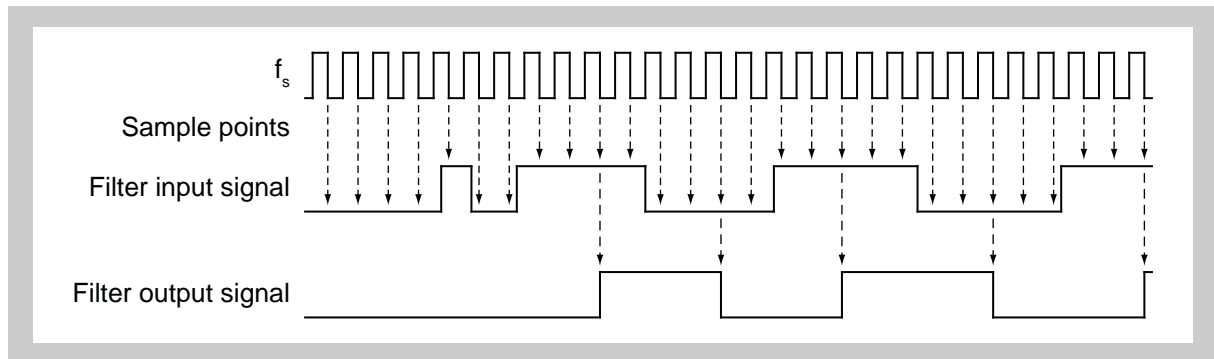 fs
Sample points
Filter input signal
Filter output signal